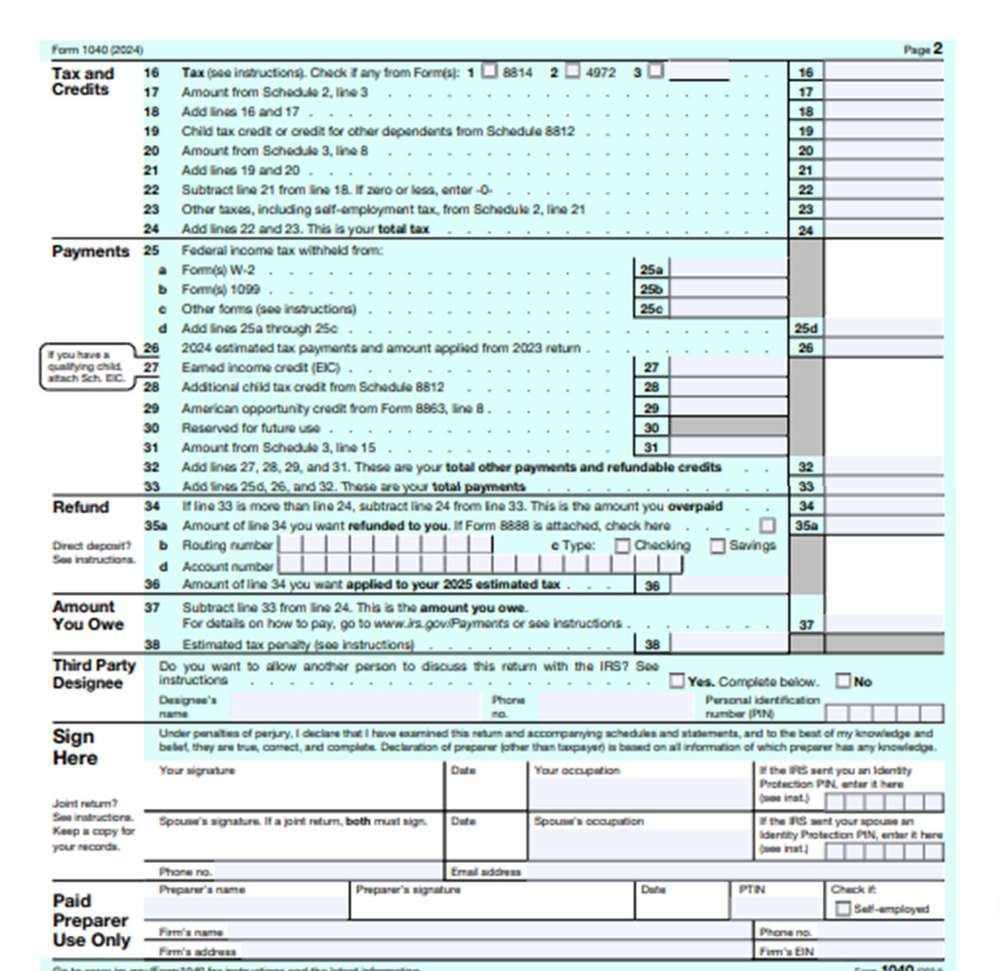 Form 1040 (2024) Page 2
Tax and Credits
16 Tax (see instructions). Check if any from Form(s): 1 8814 2 4972 3 . . 16
17 Amount from Schedule 2, line 3 17
18 Add lines 16 and 17 18
19 Child tax credit or credit for other dependents from Schedule 8812 19
20 Amount from Schedule 3, line 8 20
21 Add lines 19 and 20 21
22 Subtract line 21 from line 18. If zero or less, enter -0- 22
23 Other taxes, including self-employment tax, from Schedule 2, line 21 23
24 Add lines 22 and 23. This is your total tax 24
Payments
25 Federal income tax withheld from:
a Form(s) W-2 25a
b Form(s) 1099 25b
c Other forms (see instructions) 25c
d Add lines 25a through 25c 25d
If you have a
qualifying child,
attach Sch. EIC.
26 2024 estimated tax payments and amount applied from 2023 return 26
27 Earned income credit (EIC) 27
28 Additional child tax credit from Schedule 8812 28
29 American opportunity credit from Form 8863, line 8 29
30 Reserved for future use 30
31 Amount from Schedule 3, line 15 31
32 Add lines 27, 28, 29, and 31. These are your total other payments and refundable credits 32
33 Add lines 25d, 26, and 32. These are your total payments 33
Refund
34 If line 33 is more than line 24, subtract line 24 from line 33. This is the amount you overpaid 34
35a Amount of line 34 you want refunded to you. If Form 8888 is attached, check here 35a
Direct deposit?
See instructions.
b Routing number c Type: Checking Savings
d Account number
36 Amount of line 34 you want applied to your 2025 estimated tax 36
Amount
You Owe
37 Subtract line 33 from line 24. This is the amount you owe.
For details on how to pay, go to www.irs.gov/Payments or see instructions 37
38 Estimated tax penalty (see instructions) 38
Third Party
Designee
Do you want to allow another person to discuss this return with the IRS? See
instructions Yes. Complete below. No
Designee's
name
Phone
no.
Personal identification
number (PIN)
Sign
Here
Under penalties of perjury, I declare that I have examined this return and accompanying schedules and statements, and to the best of my knowledge and
belief, they are true, correct, and complete. Declaration of preparer (other than taxpayer) is based on all information of which preparer has any knowledge.
Joint return?
See instructions.
Keep a copy for
your records.
Your signature
Date
Your occupation
If the IRS sent you an Identity
Protection PIN, enter it here
(see inst.)
Spouse's signature. If a joint return, both must sign.
Date
Spouse's occupation
If the IRS sent your spouse an
Identity Protection PIN, enter it here
(see inst.)
Phone no.
Email address
Paid
Preparer
Use Only
Preparer's name
Preparer's signature
Date
PTIN
Check if:
Self-employed
Firm's name
Phone no.
Firm's address
Firm's EIN
Form 1040